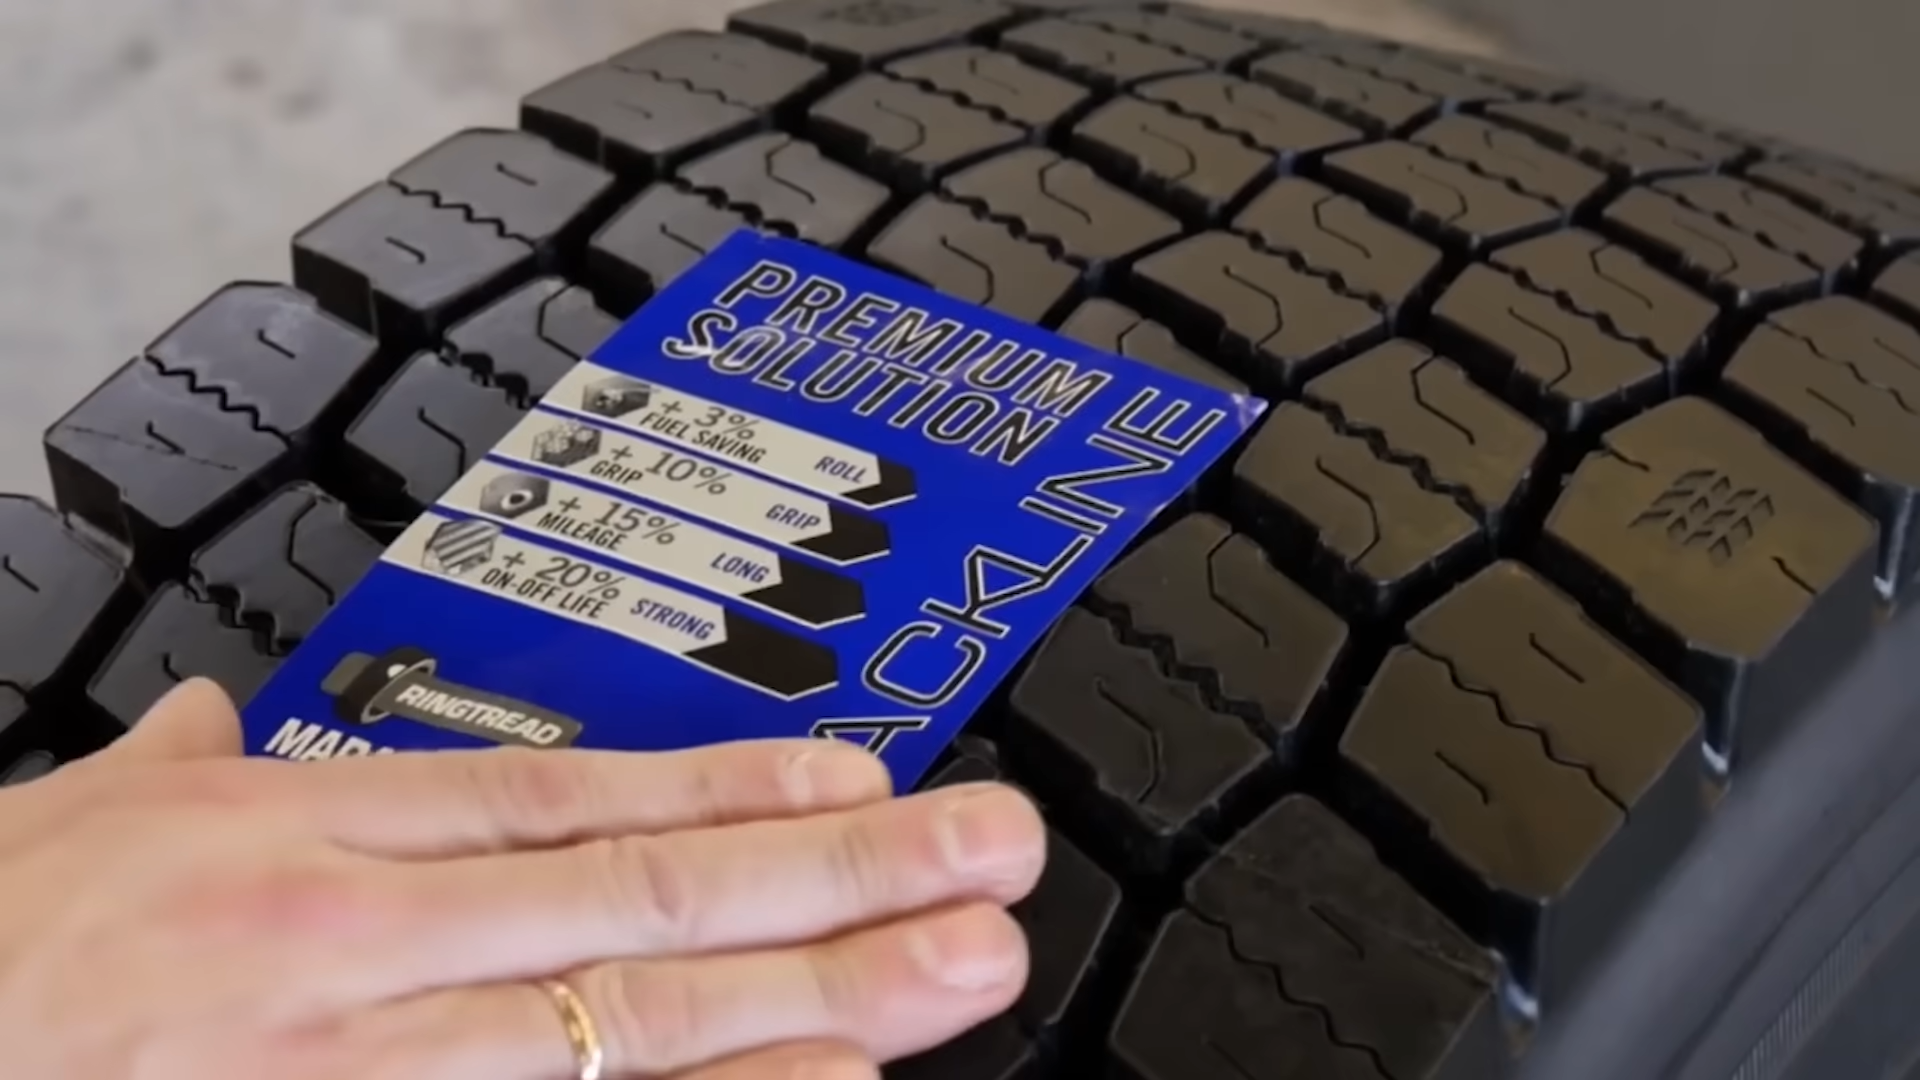 PREMIUM
SOLUTION
+ 3%
FUEL SAVING
ROLL
+ 10%
GRIP
GRIP
+ 15%
MILEAGE
LONG
+ 20%
ON-OFF LIFE
STRONG
RINGTREAD
ACKLINE